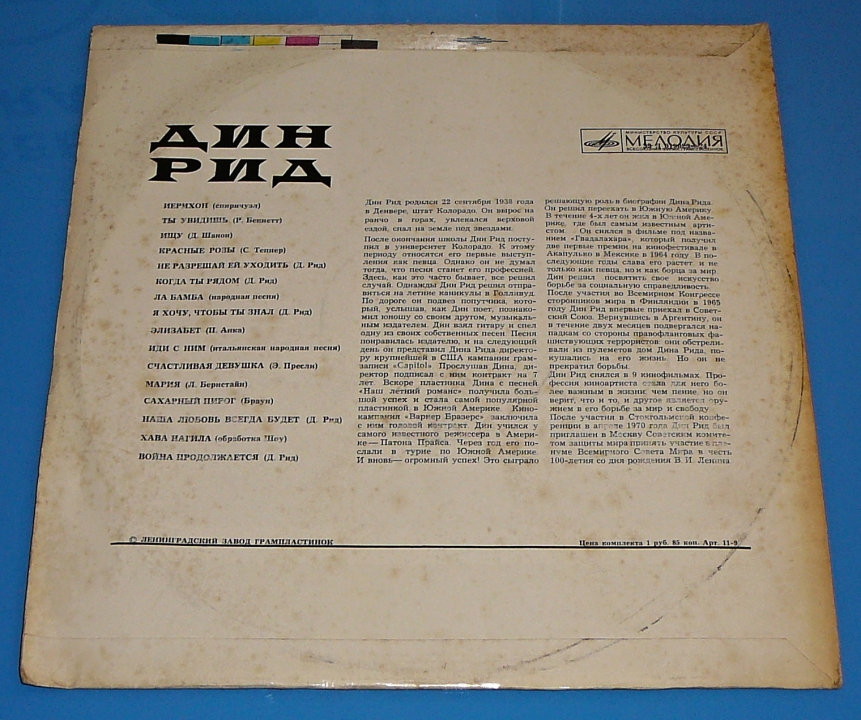 ДИН
РИД
МИНИСТЕРСТВО КУЛЬТУРЫ СССР
МЕЛОДИЯ
ИЕРИХОН (спиричуэл)
ТЫ УВИДИШЬ (Р. Беннетт)
ИЩУ (Д. Шанон)
КРАСНЫЕ РОЗЫ (С. Теппер)
НЕ РАЗРЕШАЙ ЕЙ УХОДИТЬ (Д. Рид)
КОГДА ТЫ РЯДОМ (Д. Рид)
ЛА БАМБА (народная песня)
Я ХОЧУ, ЧТОБЫ ТЫ ЗНАЛ (Д. Рид)
ЭЛИЗАБЕТ (П. Анка)
ИДИ С НИМ (итальянская народная песня)
СЧАСТЛИВАЯ ДЕВУШКА (Э. Пресли)
МАРИЯ (Л. Бернстайн)
САХАРНЫЙ ПИРОГ (Браун)
НАША ЛЮБОВЬ ВСЕГДА БУДЕТ (Д. Рид)
ХАВА НАГИЛА (обработка Шоу)
ВОЙНА ПРОДОЛЖАЕТСЯ (Д. Рид)
Дин Рид родился 22 сентября 1938 года
в Денвере, штат Колорадо. Он вырос на
ранчо в горах, увлекался верховой
ездой, спал на земле под звездами.
После окончания школы Дин Рид посту-
пил в университет Колорадо. К этому
периоду относятся его первые выступ-
ления как певца. Однако он не думал
тогда, что песня станет его профессией.
Здесь, как это часто бывает, все решил
случай. Однажды Дин Рид решил отпра-
виться на летние каникулы в Голливуд.
По дороге он подвез попутчика, кото-
рый, услышав, как Дин поет, познако-
мил юношу со своим другом, музыкаль-
ным издателем. Дин взял гитару и спел
одну из своих собственных песен. Песня
понравилась издателю, и на следующий
день он представил Дина Рида директо-
ру крупнейшей в США кампании грам-
записи «Capitol» Прослушав Дина, ди-
ректор подписал с ним контракт на 7
лет. Вскоре пластинка Дина с песней
«Наш летний романс» получила боль-
шой успех и стала самой популярной
пластинкой в Южной Америке. Кино-
кампания «Варнер Бразерс» заключила
с ним годовой контракт. Дин учился у
самого известного режиссера в Амери-
ке — Патона Прайса. Через год его по-
слали в турне по Южной Америке.
И вновь — огромный успех! Это сыграло
решающую роль в биографии Дина Рида.
Он решил переехать в Южную Америку.
В течение 4-х лет он жил в Южной Аме-
рике, где был самым известным арти-
стом. Он снялся в фильме под назва-
нием «Гвадалахара», который получил
две первые премии на кинофестивале в
Акапулько в Мексике в 1964 году. В по-
следующие годы слава его растет и не
только как певца, но и как борца за мир.
Дин решил посвятить свое искусство
борьбе за социальную справедливость.
После участия во Всемирном Конгрессе
сторонников мира в Финляндии в 1965
году Дин Рид впервые приехал в Совет-
ский Союз. Вернувшись в Аргентину, он
в течение двух месяцев подвергался на-
падкам со стороны правофланговых фа-
шиствующих террористов: они обстрели-
вали из пулеметов дом Дина Рида, по-
кушались на его жизнь. Но он не
прекратил борьбы.
Дин Рид снялся в 9 кинофильмах. Про-
фессия киноартиста стала для него бо-
лее важным в жизни, чем пение, но он
верит, что и то, и другое является ору-
жием в его борьбе за мир и свободу.
После участия в Стокгольмской конфе-
ренции в апреле 1970 года Дин Рид был
приглашен в Москву Советским комите-
том защиты мира принять участие в пле-
нуме Всемирного Совета Мира в честь
100-летия со дня рождения В. И. Ленина
© ЛЕНИНГРАДСКИЙ ЗАВОД ГРАМПЛАСТИНОК
Цена комплекта 1 руб. 85 коп. Арт. 11-9